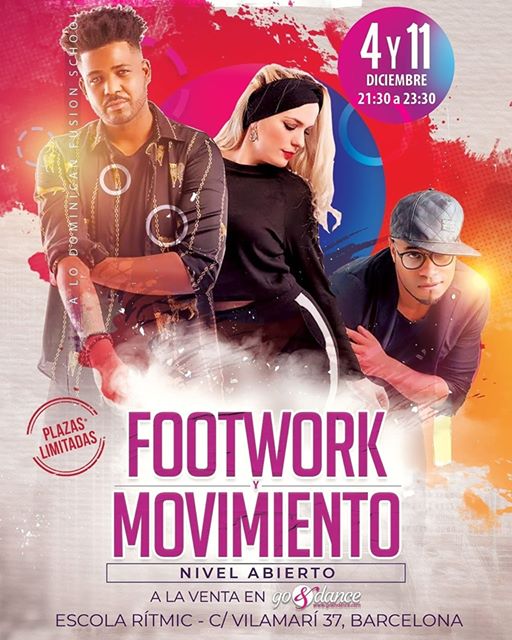 4 Y 11
DICIEMBRE
21:30 a 23:30
A LO DOMINICAN FUSION SCHOOL
PLAZAS*
LIMITADAS
FOOTWORK
Y
MOVIMIENTO
NIVEL ABIERTO
A LA VENTA EN go&dance
ESCOLA RÍTMIC - C/ VILAMARÍ 37, BARCELONA